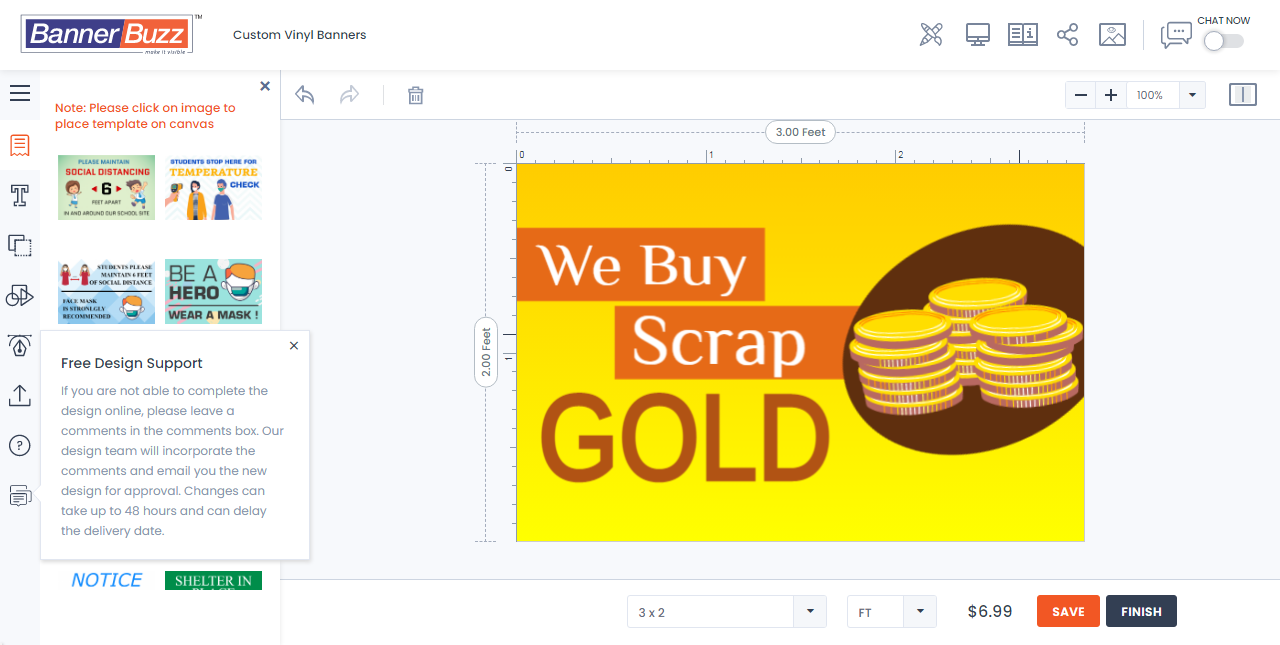 BannerBuzz™
make it visible
Custom Vinyl Banners
CHAT NOW
Note: Please click on image to
place template on canvas
100%
3.00 Feet
0 1 2
0
1
2.00 Feet
PLEASE MAINTAIN
SOCIAL DISTANCING
6
FEET APART
IN AND AROUND OUR SCHOOL SITE
STUDENTS STOP HERE FOR
TEMPERATURE
CHECK
STUDENTS PLEASE
MAINTAIN 6 FEET
OF SOCIAL DISTANCE
FACE MASK
IS STRONLGLY
RECOMMENDED
BE A
HERO
WEAR A MASK !
We Buy
Scrap
GOLD
Free Design Support
If you are not able to complete the
design online, please leave a
comments in the comments box. Our
design team will incorporate the
comments and email you the new
design for approval. Changes can
take up to 48 hours and can delay
the delivery date.
NOTICE
SHELTER IN
PLACE
3 x 2
FT
$6.99
SAVE
FINISH